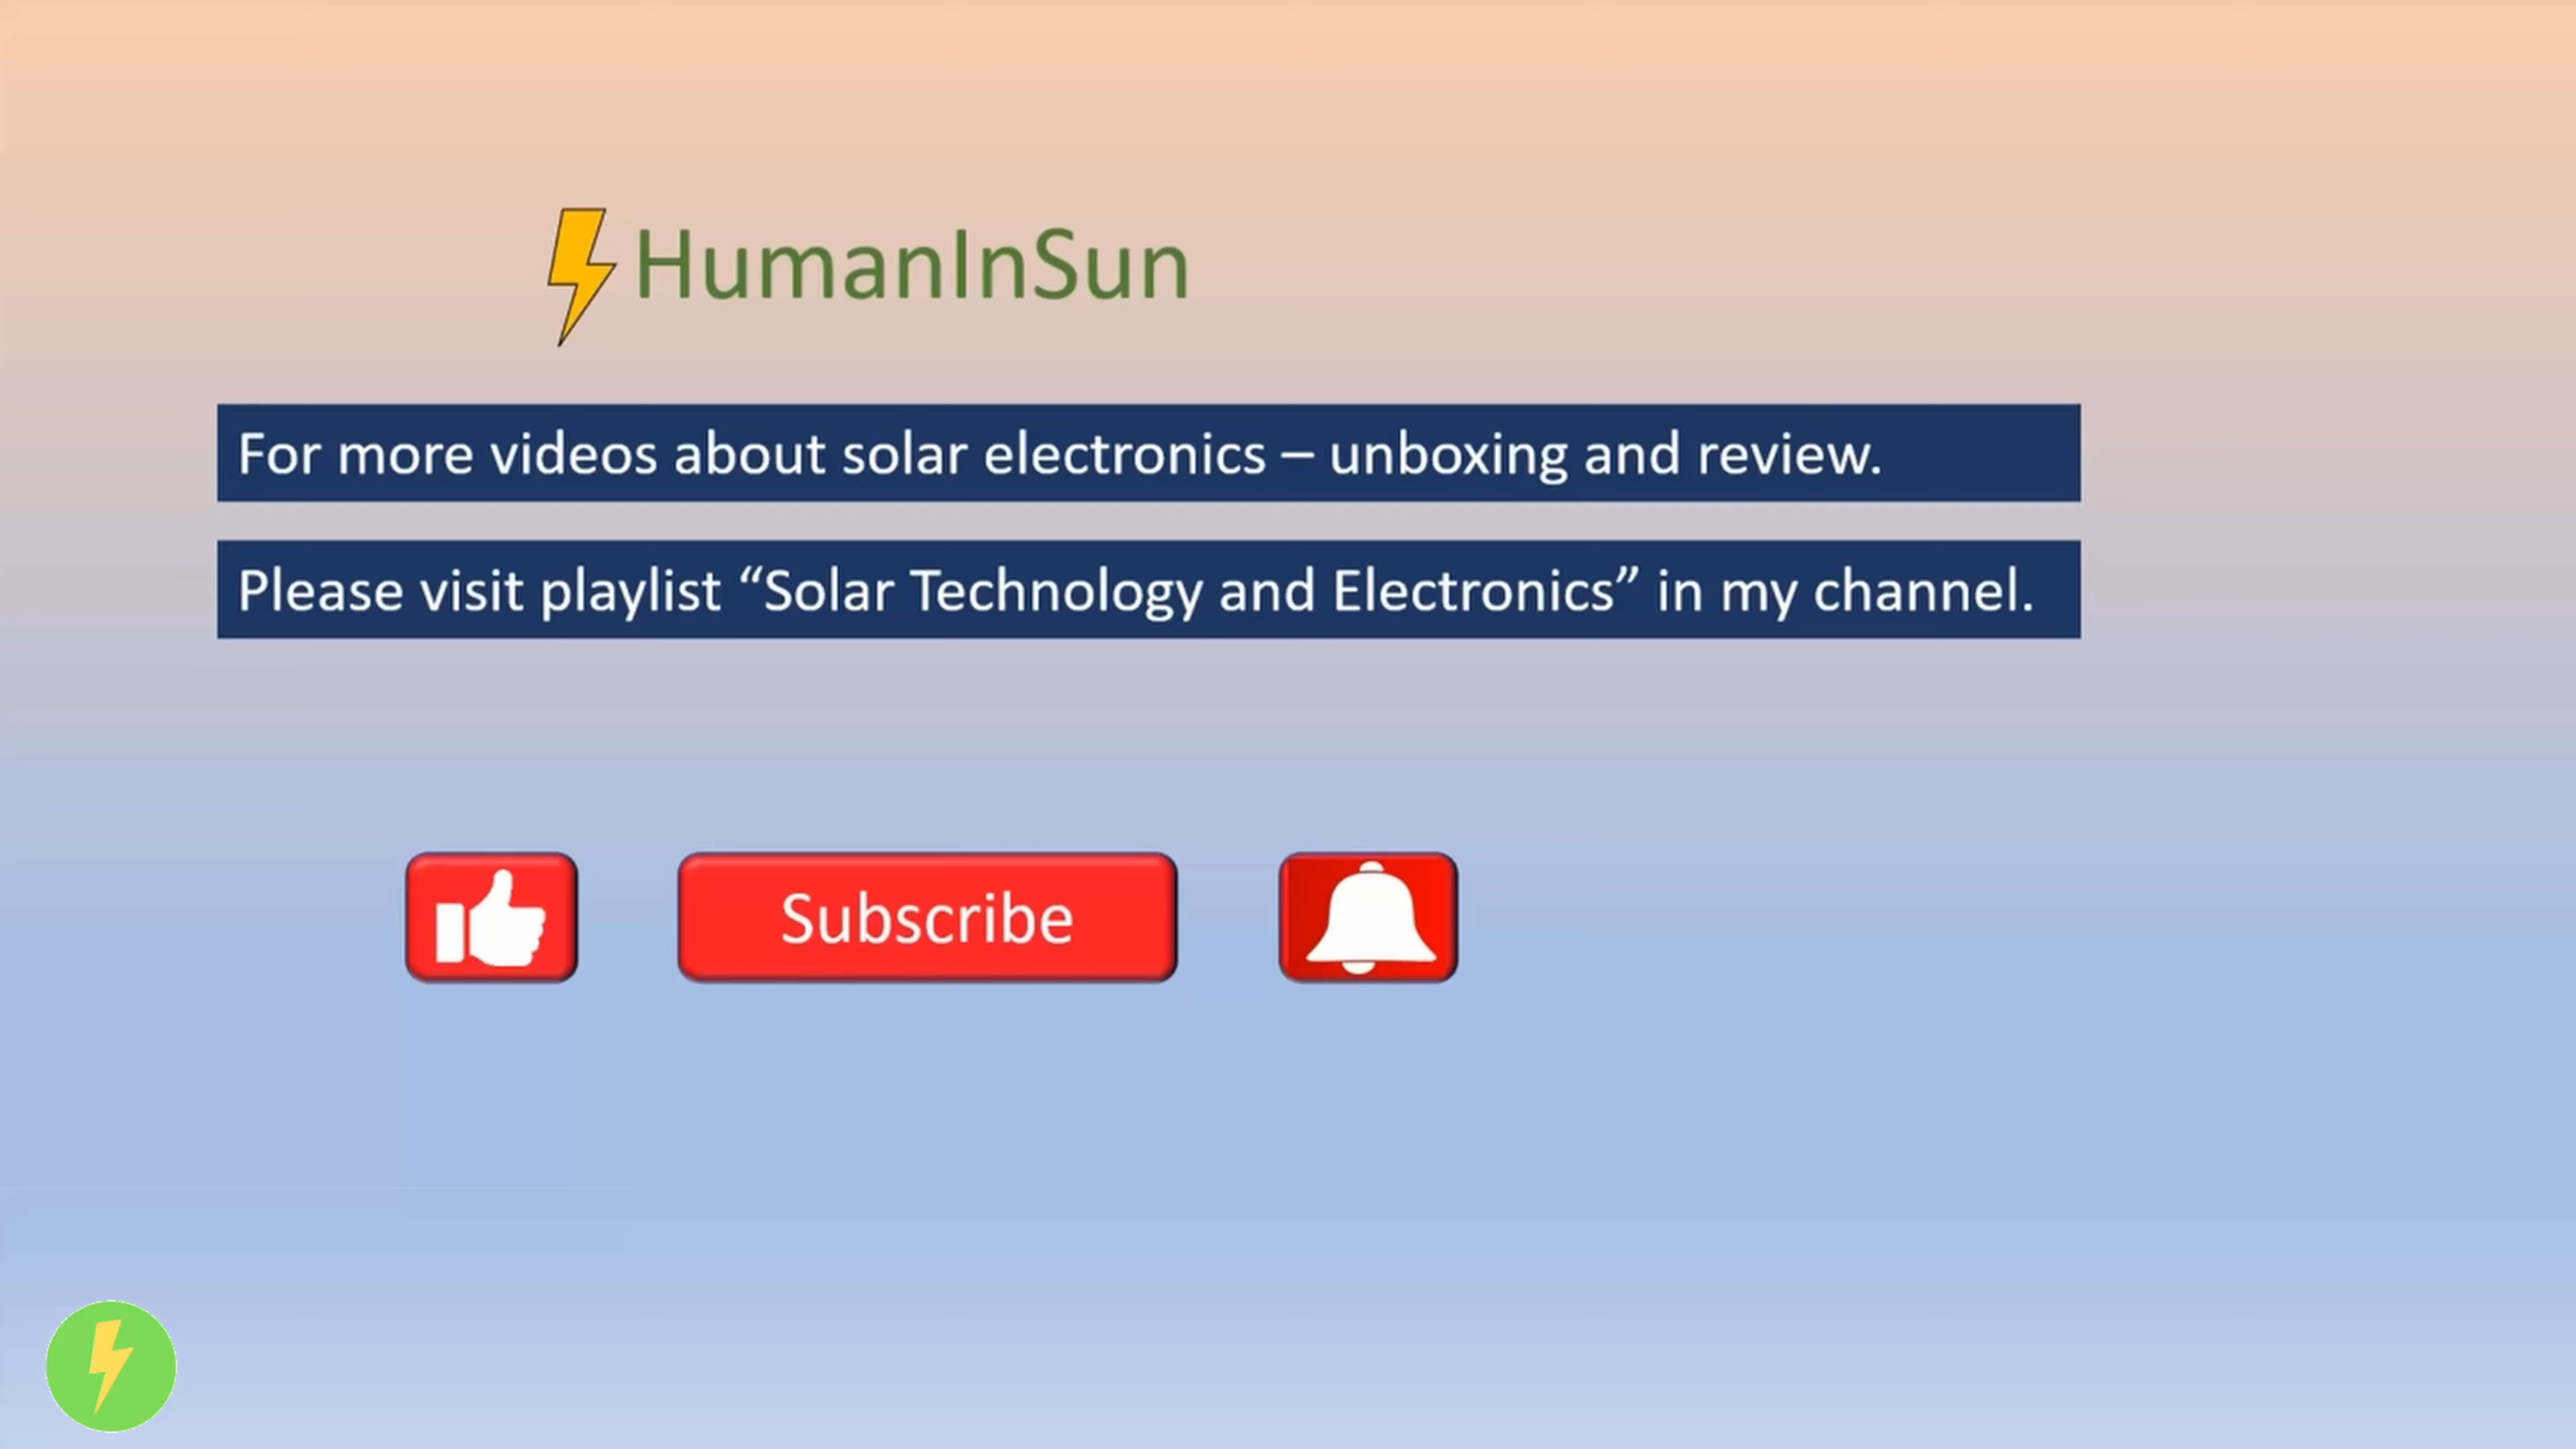 HumanInSun
For more videos about solar electronics – unboxing and review.
Please visit playlist “Solar Technology and Electronics” in my channel.
Subscribe